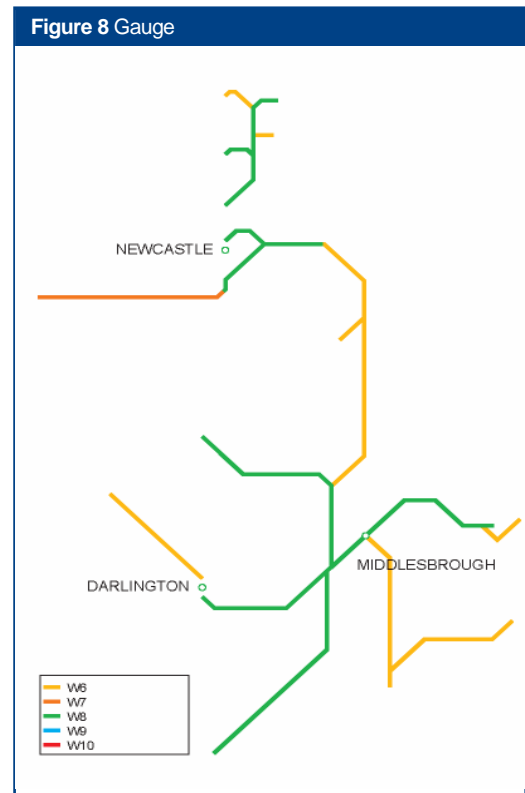 Figure 8 Gauge
NEWCASTLE
MIDDLESBROUGH
DARLINGTON
W6
W7
W8
W9
W10